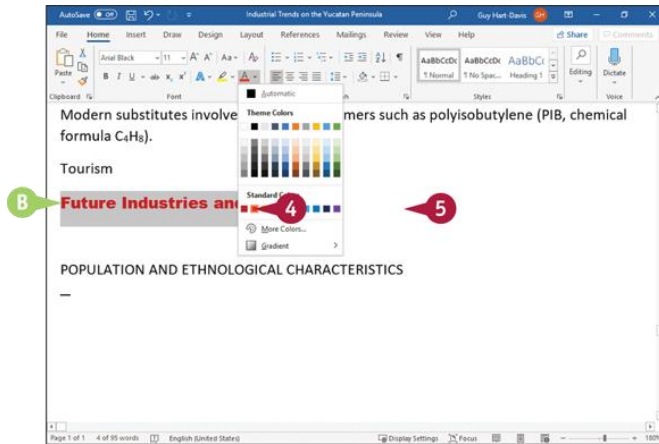 AutoSave Off Industrial Trends on the Yucatan Peninsula Guy Hart-Davis GH
File Home Insert Draw Design Layout References Mailings Review View Help Share Comments
Paste Arial Black 11 A A Aa A AaBbCcDc AaBbCcDc AaBbCc Editing Dictate
B I U ab x x A A ¶ Normal ¶ No Spac... Heading 1
Clipboard Font Styles Voice
Automatic
Theme Colors
Standard
More Colors...
Gradient
Modern substitutes involve mers such as polyisobutylene (PIB, chemical
formula C₄H₈).
Tourism
B Future Industries and 4 5
POPULATION AND ETHNOLOGICAL CHARACTERISTICS
Page 1 of 1 4 of 95 words English (United States) Display Settings Focus 100%